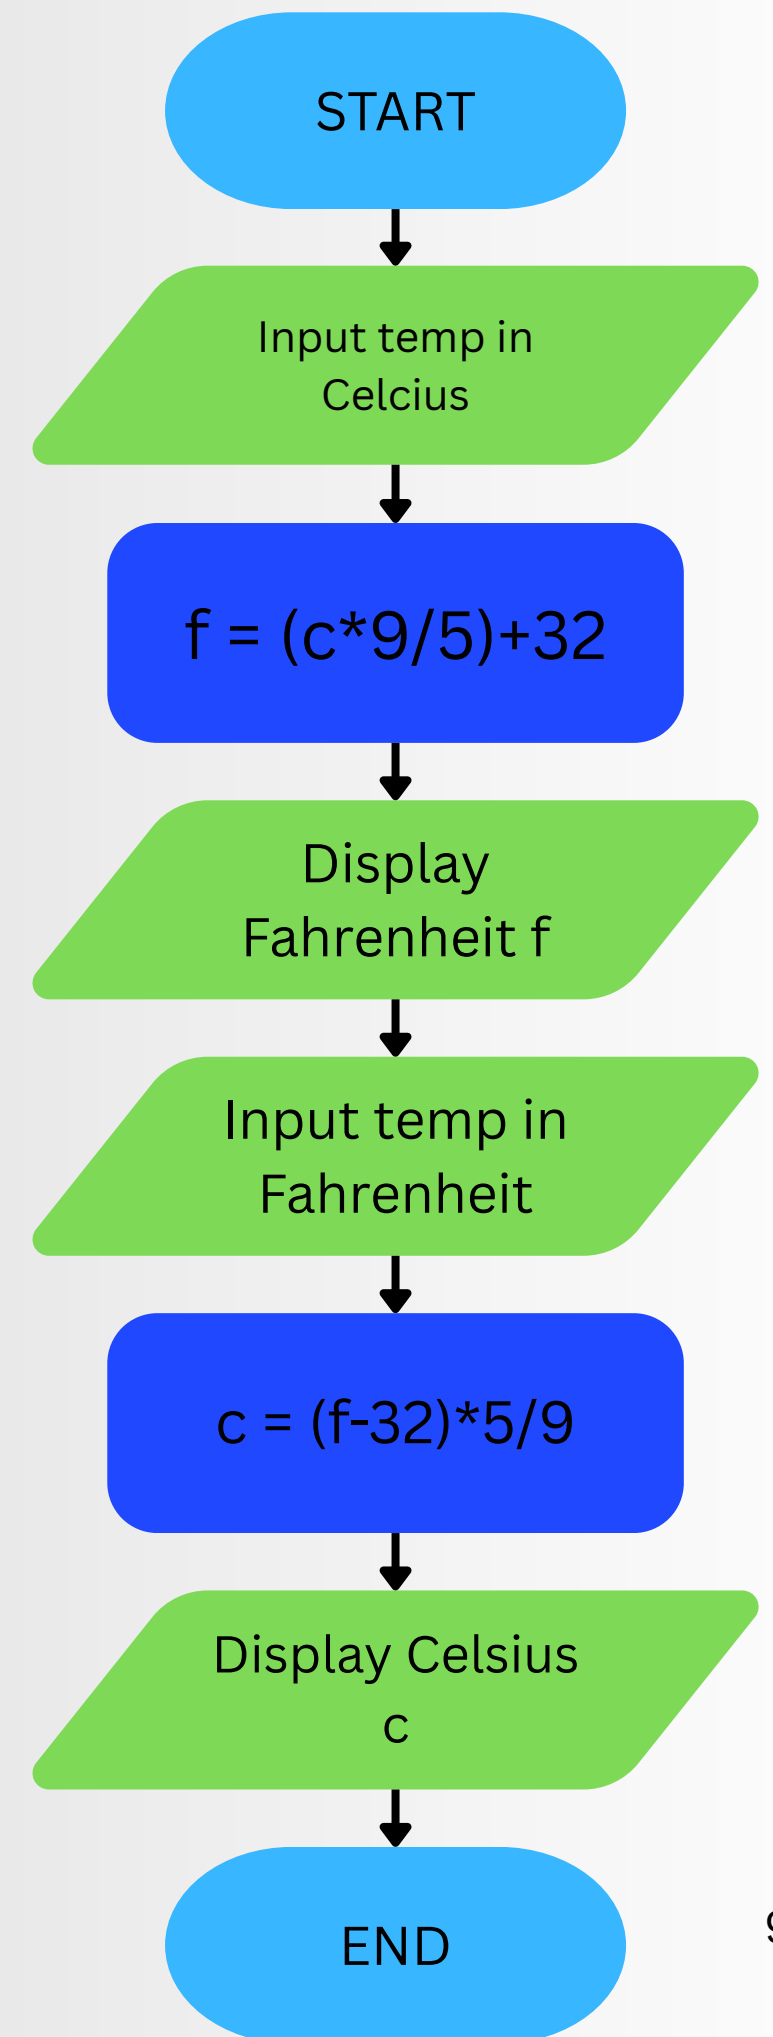 START
Input temp in
Celcius
f = (c*9/5)+32
Display
Fahrenheit f
Input temp in
Fahrenheit
c = (f-32)*5/9
Display Celsius
c
END